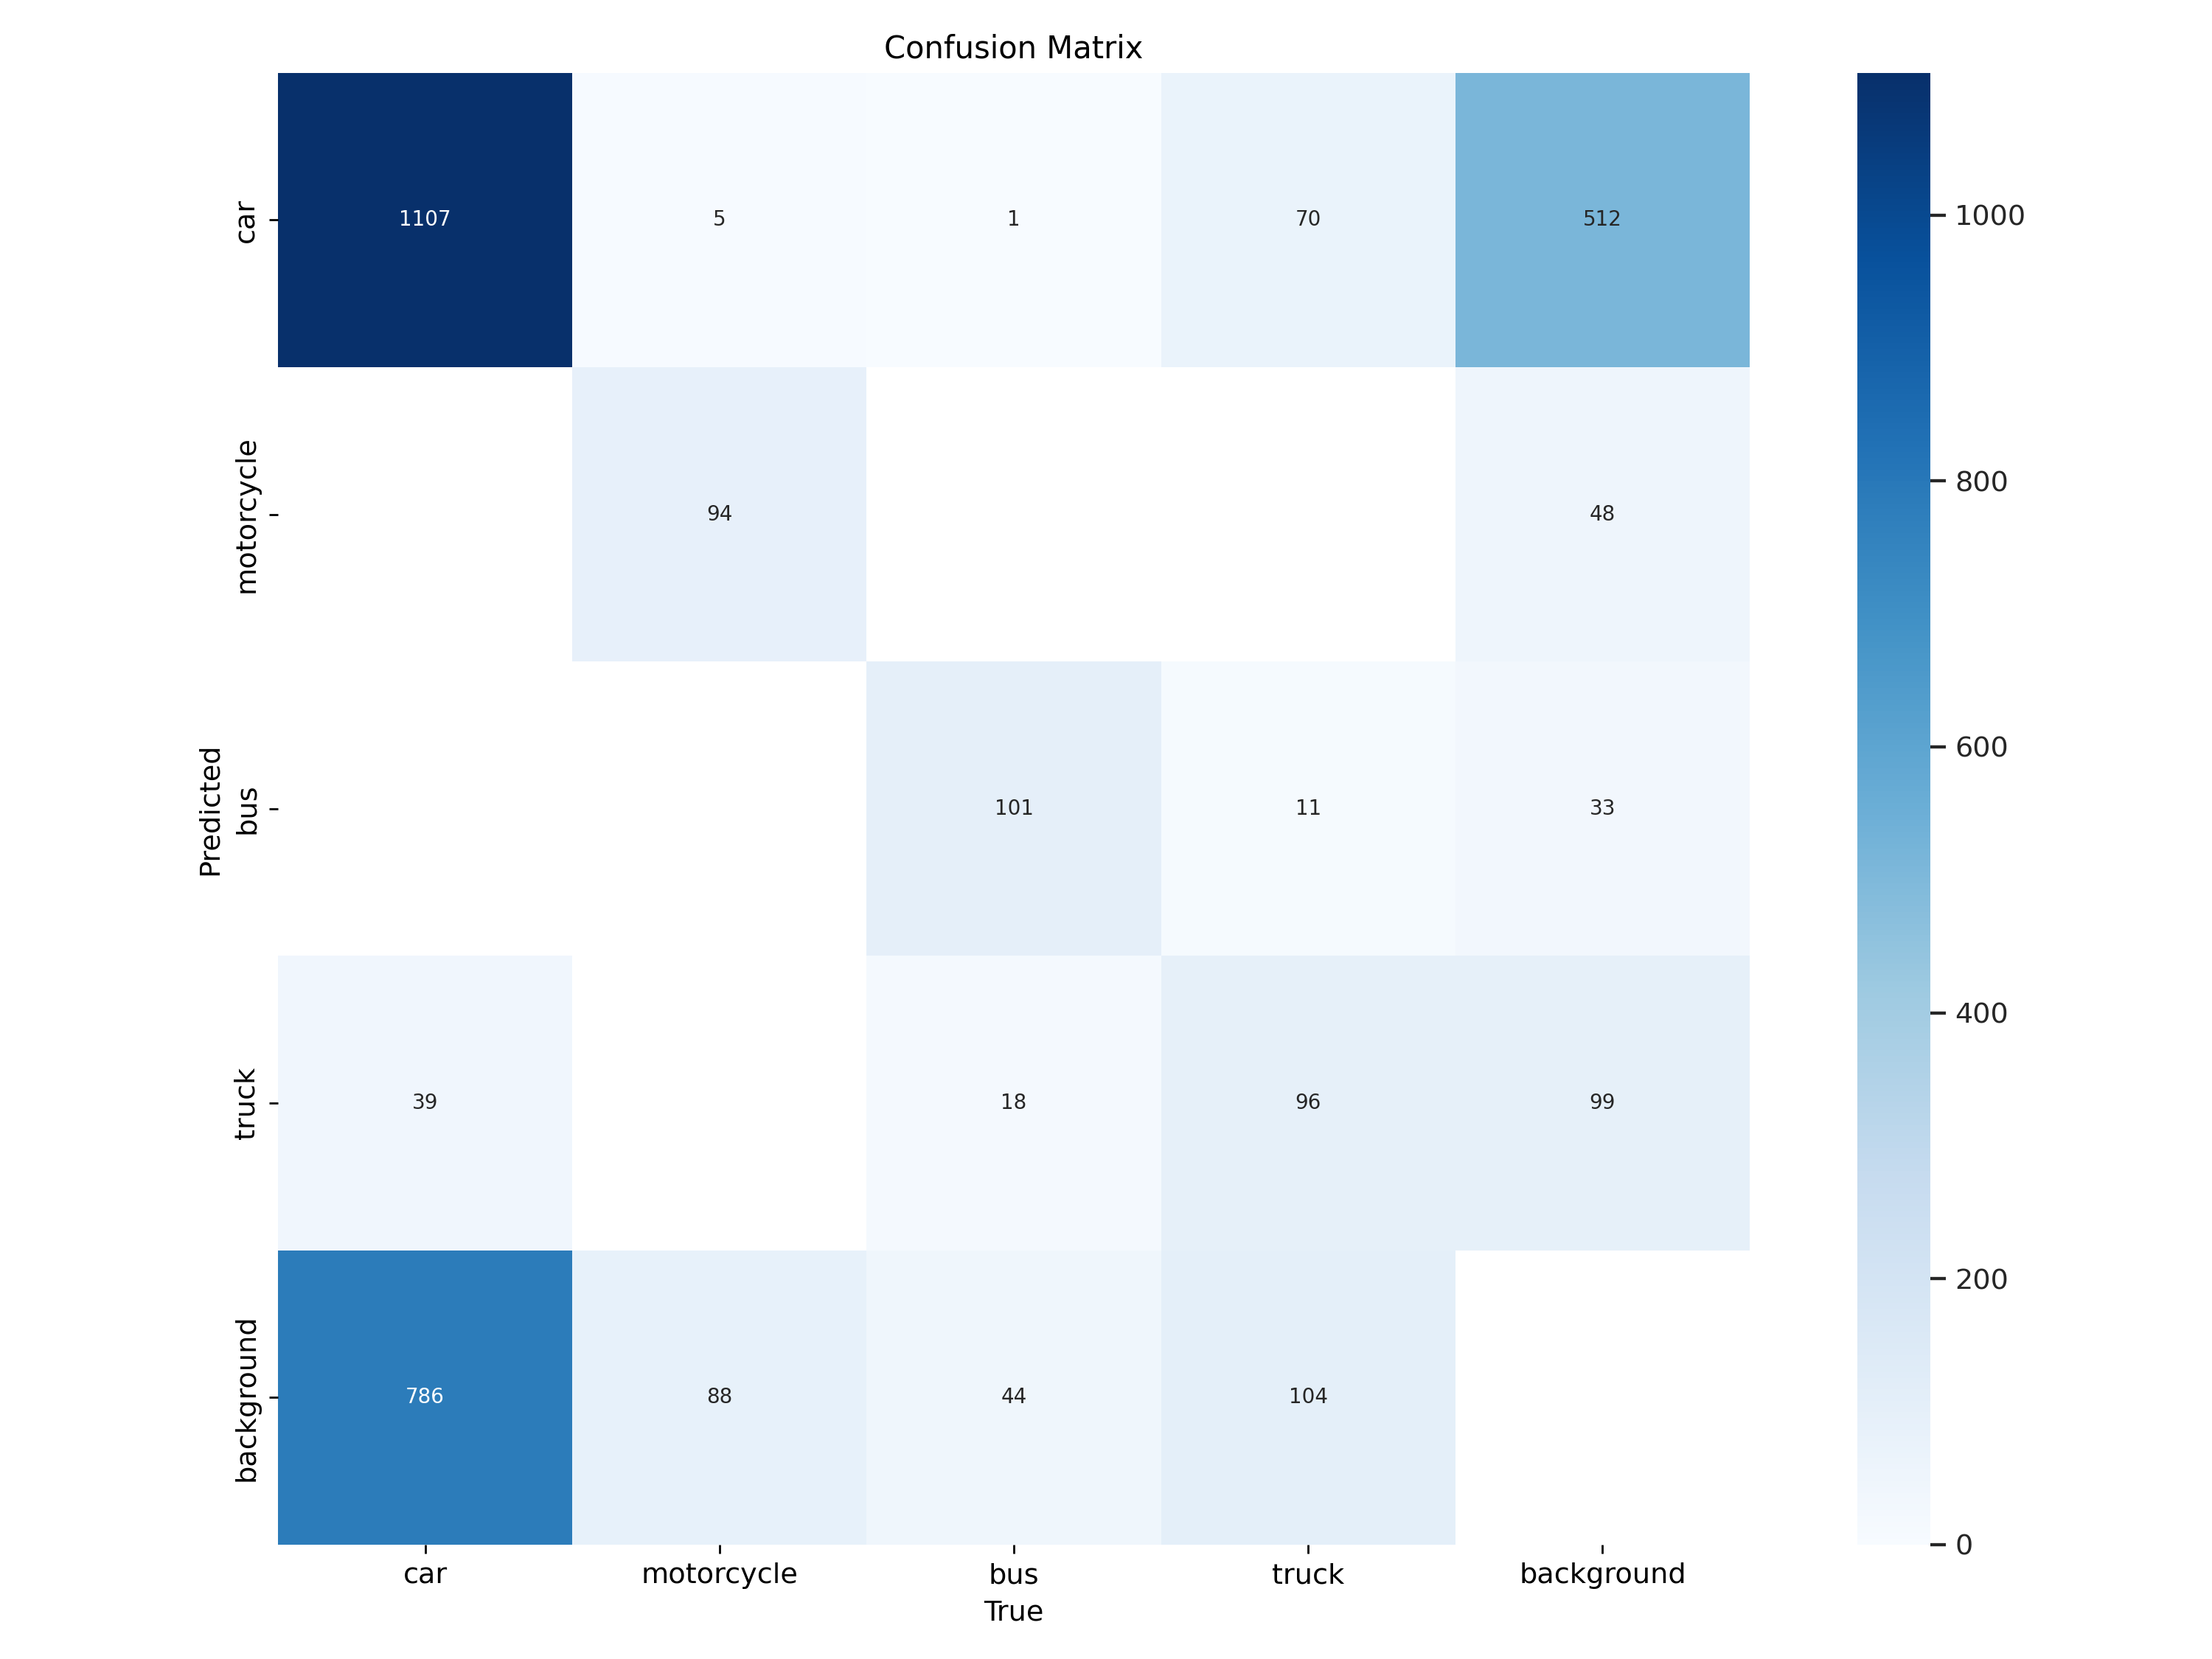 Confusion Matrix
car
1107
5
1
70
512
motorcycle
94
48
Predicted
bus
101
11
33
truck
39
18
96
99
background
786
88
44
104
car motorcycle bus truck background
True
1000
800
600
400
200
0